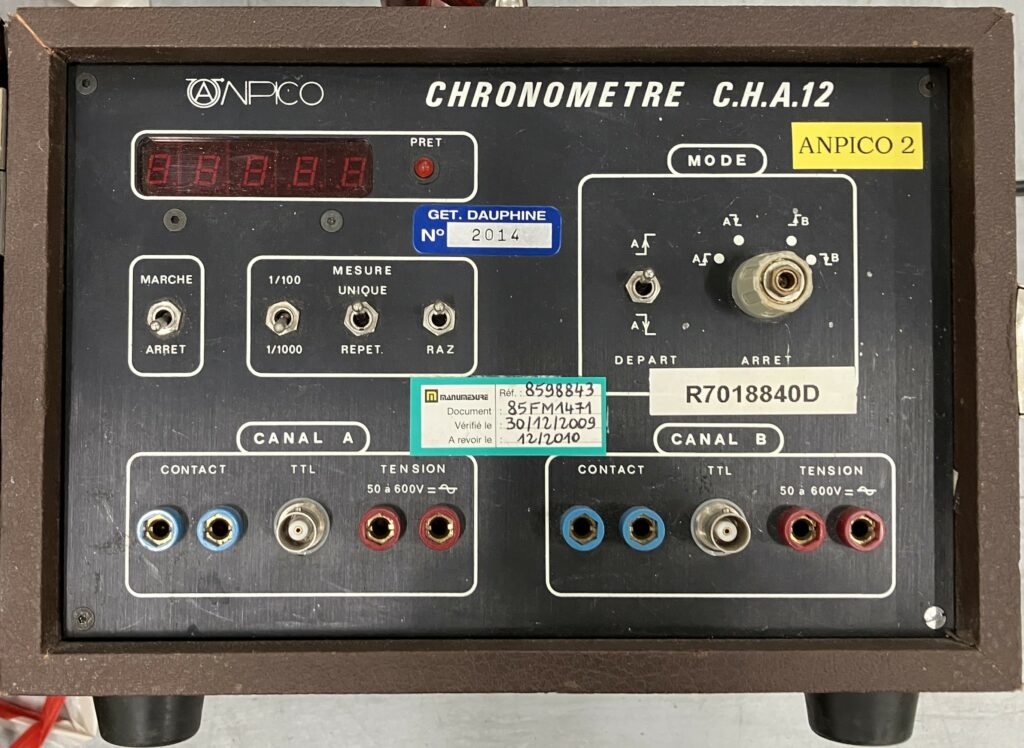 ANPICO
CHRONOMETRE C.H.A.12
ANPICO 2
PRET
MODE
GET. DAUPHINE
N° 2014
A
A
B
A
B
A
DEPART
ARRET
MARCHE
ARRET
1/100
1/1000
MESURE
UNIQUE
REPET.
RAZ
R7018840D
MANUMESURE
Réf. : 8598843
Document : 85FM1471
Vérifié le : 30/12/2009
A revoir le : 12/2010
CANAL A
CONTACT
TTL
TENSION
50 à 600V
CANAL B
CONTACT
TTL
TENSION
50 à 600V